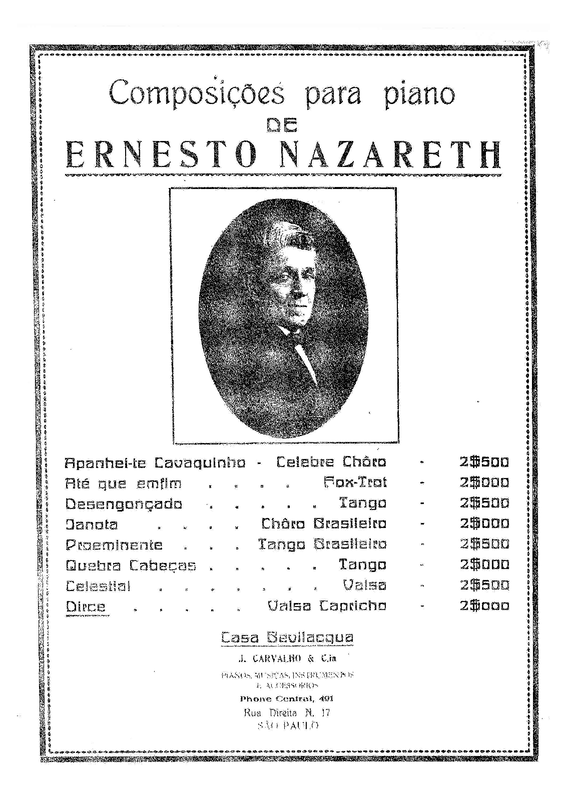 Composições para piano
DE
ERNESTO NAZARETH
Apanhei-te Cavaquinho - Celebre Chôro - 2$500
Até que emfim . . . . Fox-Trot - 2$000
Desengonçado . . . . . Tango - 2$500
Janota . . . . Chôro Brasileiro - 2$000
Proeminente . . . Tango Brasileiro - 2$500
Quebra Cabeças . . . . . Tango - 2$000
Celestial . . . . . . Valsa - 2$500
Dirce . . . . . Valsa Capricho - 2$000
Casa Bevilacqua
J. CARVALHO & C.ia
PIANOS, MUSICAS, INSTRUMENTOS
E ACCESSORIOS
Phone Central, 491
Rua Direita N. 17
SÃO PAULO